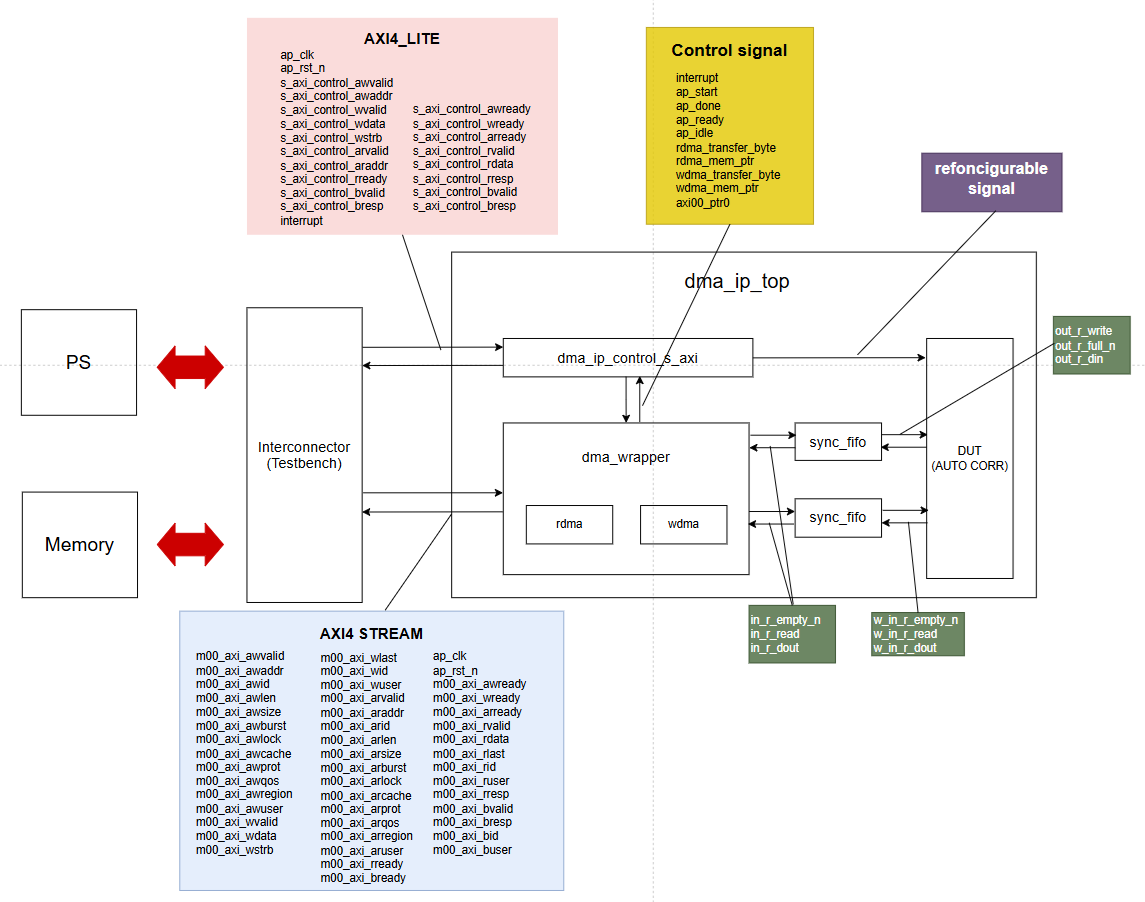 AXI4_LITE
ap_clk
ap_rst_n
s_axi_control_awvalid
s_axi_control_awaddr
s_axi_control_wvalid
s_axi_control_wdata
s_axi_control_wstrb
s_axi_control_arvalid
s_axi_control_araddr
s_axi_control_rready
s_axi_control_bvalid
s_axi_control_bresp
interrupt
s_axi_control_awready
s_axi_control_wready
s_axi_control_arready
s_axi_control_rvalid
s_axi_control_rdata
s_axi_control_rresp
s_axi_control_bvalid
s_axi_control_bresp
Control signal
interrupt
ap_start
ap_done
ap_ready
ap_idle
rdma_transfer_byte
rdma_mem_ptr
wdma_transfer_byte
wdma_mem_ptr
axi00_ptr0
refoncigurable
signal
dma_ip_top
PS
Memory
Interconnector
(Testbench)
dma_ip_control_s_axi
dma_wrapper
rdma
wdma
sync_fifo
sync_fifo
DUT
(AUTO CORR)
out_r_write
out_r_full_n
out_r_din
in_r_empty_n
in_r_read
in_r_dout
w_in_r_empty_n
w_in_r_read
w_in_r_dout
AXI4 STREAM
m00_axi_awvalid
m00_axi_awaddr
m00_axi_awid
m00_axi_awlen
m00_axi_awsize
m00_axi_awburst
m00_axi_awlock
m00_axi_awcache
m00_axi_awprot
m00_axi_awqos
m00_axi_awregion
m00_axi_awuser
m00_axi_wvalid
m00_axi_wdata
m00_axi_wstrb
m00_axi_wlast
m00_axi_wid
m00_axi_wuser
m00_axi_arvalid
m00_axi_araddr
m00_axi_arid
m00_axi_arlen
m00_axi_arsize
m00_axi_arburst
m00_axi_arlock
m00_axi_arcache
m00_axi_arprot
m00_axi_arqos
m00_axi_arregion
m00_axi_aruser
m00_axi_rready
m00_axi_bready
ap_clk
ap_rst_n
m00_axi_awready
m00_axi_wready
m00_axi_arready
m00_axi_rvalid
m00_axi_rdata
m00_axi_rlast
m00_axi_rid
m00_axi_ruser
m00_axi_rresp
m00_axi_bvalid
m00_axi_bresp
m00_axi_bid
m00_axi_buser